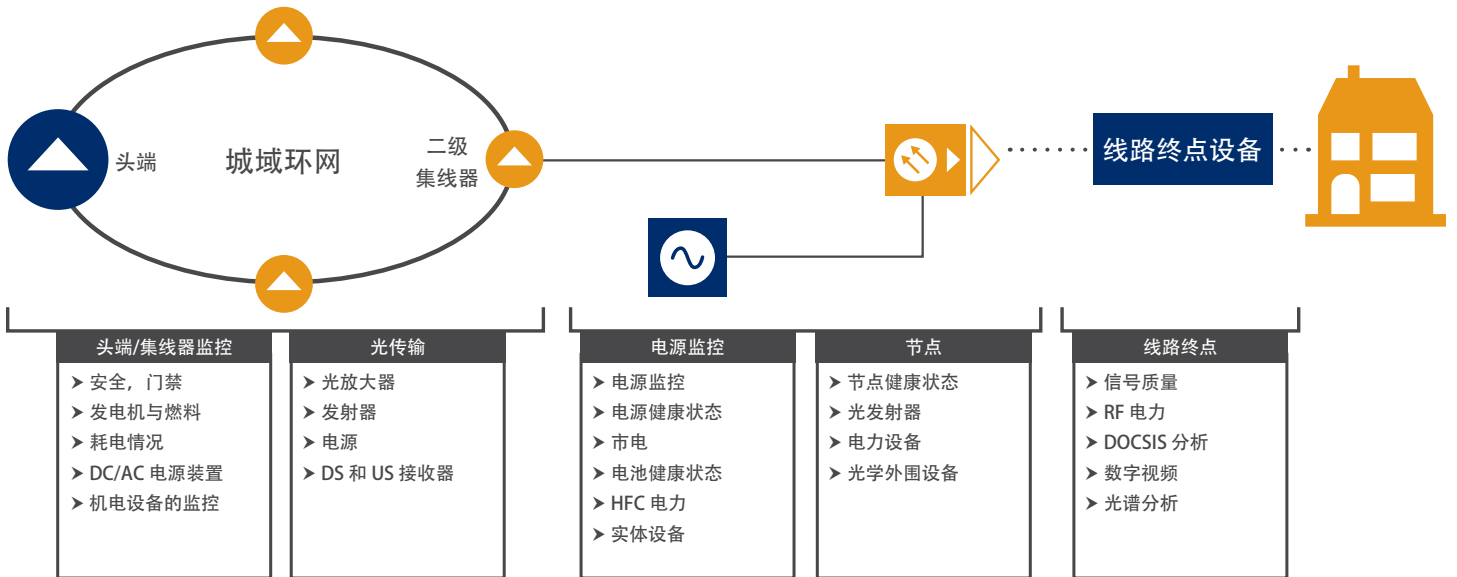 头端
城域环网
二级
集线器
线路终点设备
头端/集线器监控
安全，门禁
发电机与燃料
耗电情况
DC/AC 电源装置
机电设备的监控
光传输
光放大器
发射器
电源
DS 和 US 接收器
电源监控
电源监控
电源健康状态
市电
电池健康状态
HFC 电力
实体设备
节点
节点健康状态
光发射器
电力设备
光学外围设备
线路终点
信号质量
RF 电力
DOCSIS 分析
数字视频
光谱分析